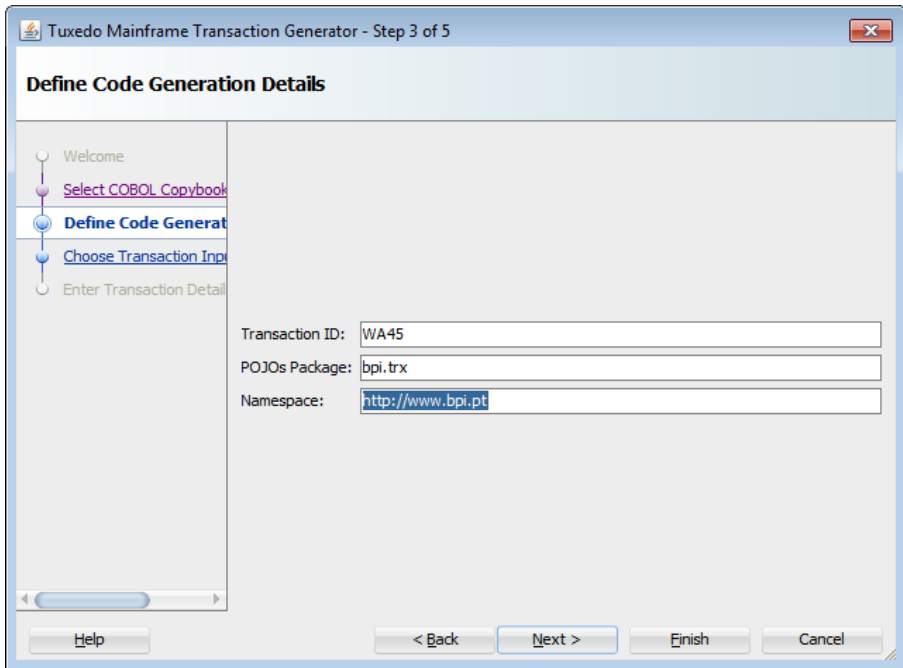 Tuxedo Mainframe Transaction Generator - Step 3 of 5
Define Code Generation Details
Welcome
Select COBOL Copybook
Define Code Generat
Choose Transaction Inpu
Enter Transaction Detail
Transaction ID: WA45
POJOs Package: bpi.trx
Namespace: http://www.bpi.pt
Help
< Back
Next >
Finish
Cancel